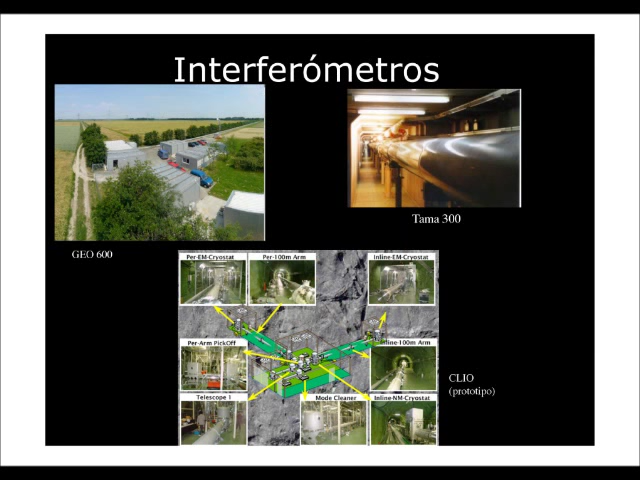 Interferómetros
Tama 300
GEO 600
Per-EM-Cryostat
Per-100m Arm
Inline-EM-Cryostat
Per-Arm PickOff
Inline-100m Arm
CLIO
(prototipo)
Telescope I
Mode Cleaner
Inline-NM-Cryostat